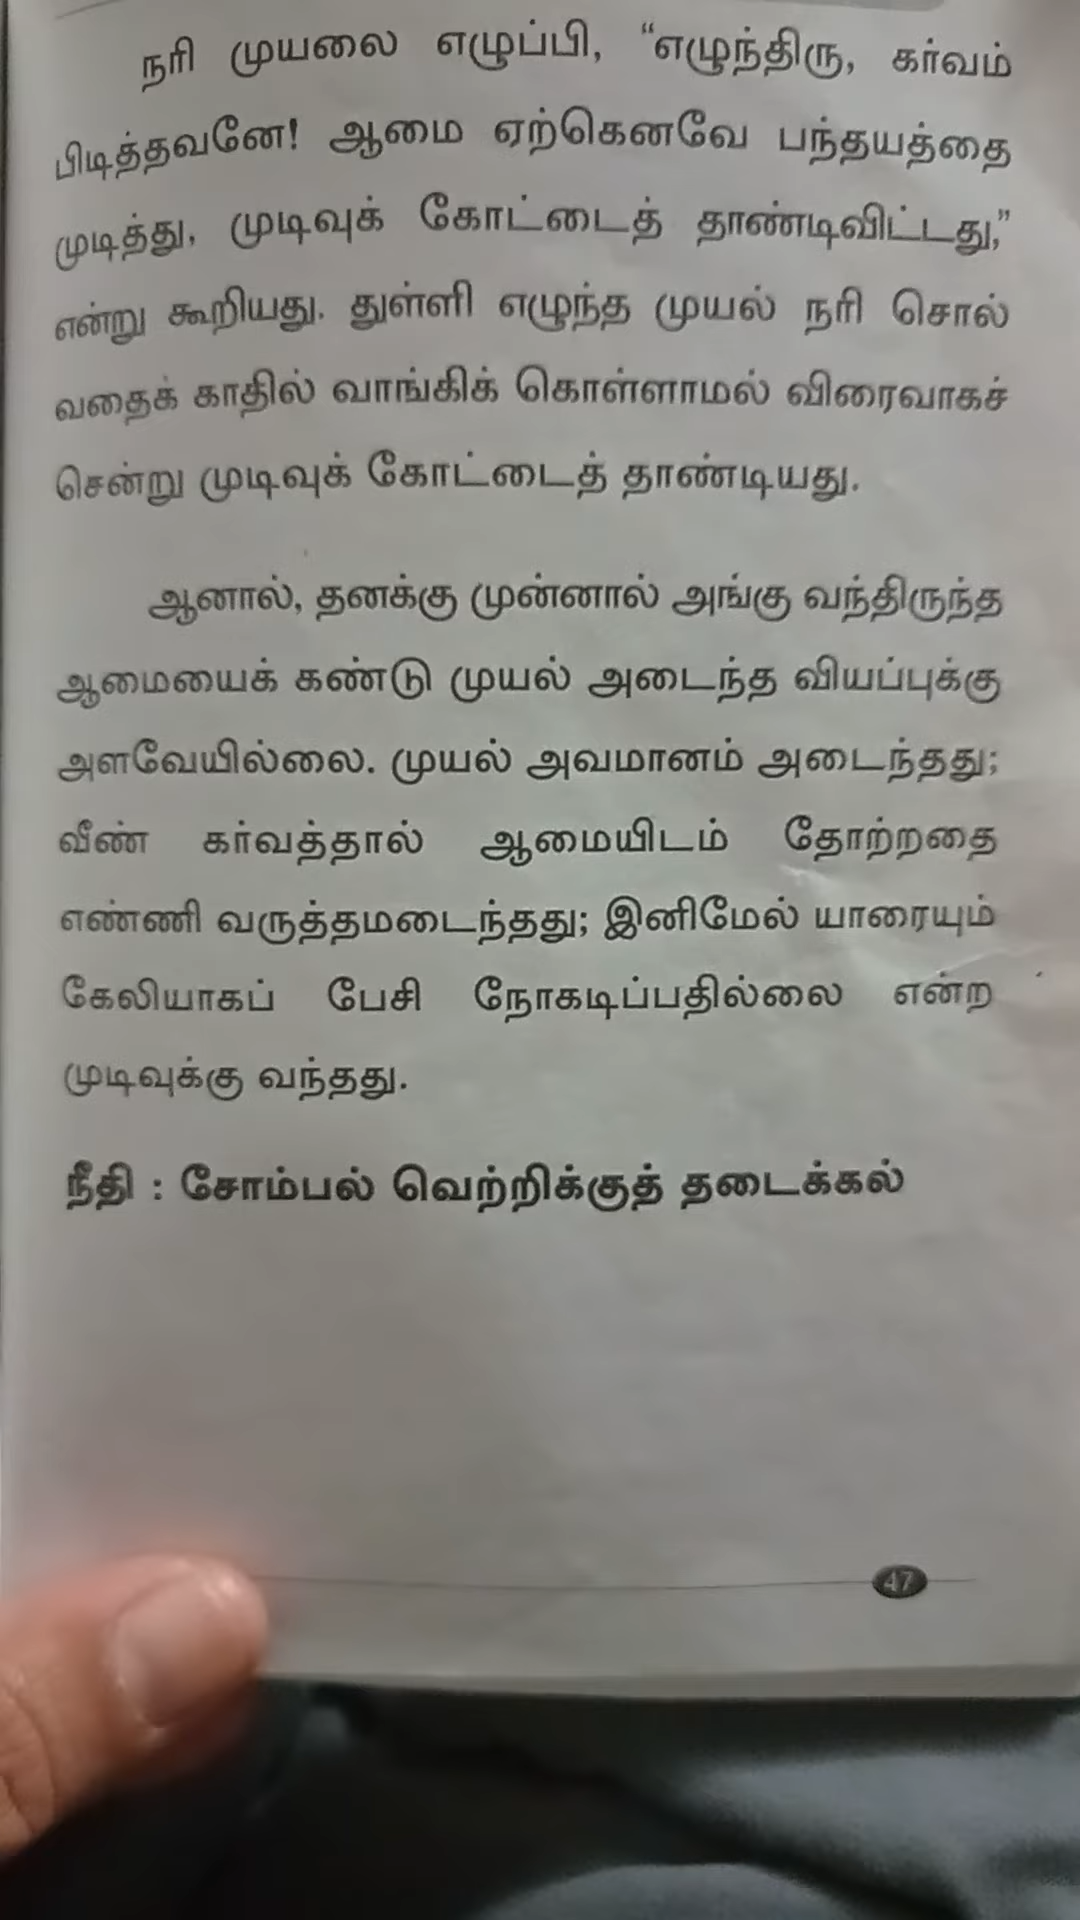 நரி முயலை எழுப்பி, “எழுந்திரு, கர்வம்
பிடித்தவனே! ஆமை ஏற்கெனவே பந்தயத்தை
முடித்து, முடிவுக் கோட்டைத் தாண்டிவிட்டது,”
என்று கூறியது. துள்ளி எழுந்த முயல் நரி சொல்
வதைக் காதில் வாங்கிக் கொள்ளாமல் விரைவாகச்
சென்று முடிவுக் கோட்டைத் தாண்டியது.
ஆனால், தனக்கு முன்னால் அங்கு வந்திருந்த
ஆமையைக் கண்டு முயல் அடைந்த வியப்புக்கு
அளவேயில்லை. முயல் அவமானம் அடைந்தது;
வீண் கர்வத்தால் ஆமையிடம் தோற்றதை
எண்ணி வருத்தமடைந்தது; இனிமேல் யாரையும்
கேலியாகப் பேசி நோகடிப்பதில்லை என்ற
முடிவுக்கு வந்தது.
நீதி : சோம்பல் வெற்றிக்குத் தடைக்கல்
47